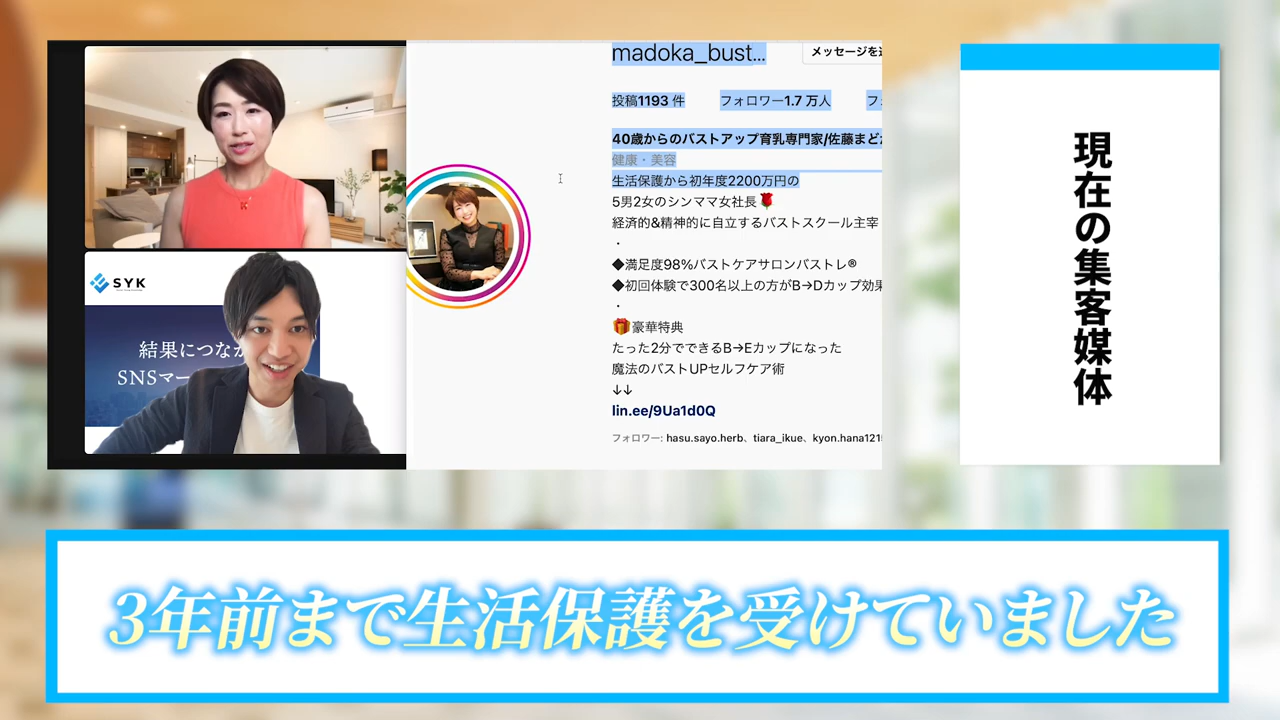 madoka_bust...
メッセージを
投稿1193 件
フォロワー1.7 万人
フ
40歳からのバストアップ育乳専門家/佐藤まど
健康・美容
生活保護から初年度2200万円の
5男2女のシンママ女社長🌹
経済的&精神的に自立するバストスクール主宰
・
◆満足度98%バストケアサロンバストレ®
◆初回体験で300名以上の方がB→Dカップ効
・
🎁豪華特典
たった2分でできるB→Eカップになった
魔法のバストUPセルフケア術
↓↓
lin.ee/9Ua1d0Q
フォロワー: hasu.sayo.herb、tiara_ikue、kyon.hana121
SYK
結果につな
SNSマー
現在の集客媒体
3年前まで生活保護を受けていました